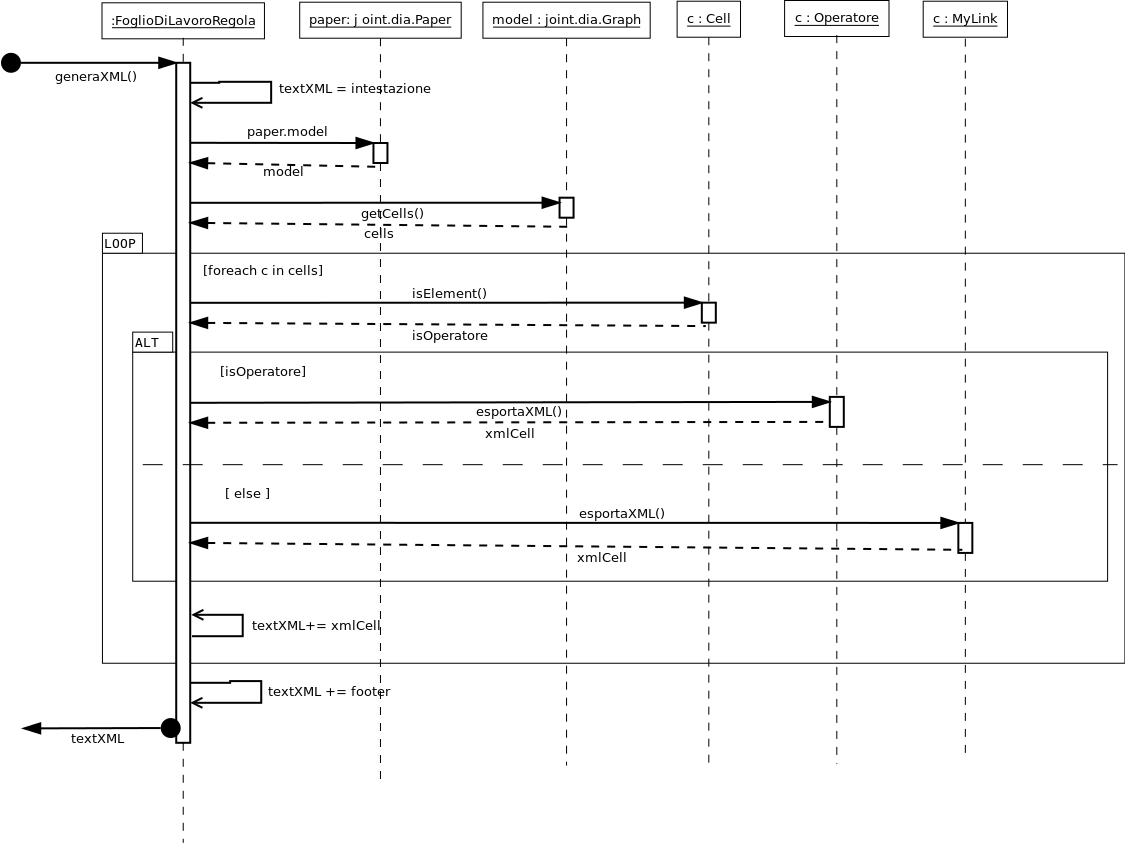 :FoglioDiLavoroRegola
paper: j oint.dia.Paper
model : joint.dia.Graph
c : Cell
c : Operatore
c : MyLink
generaXML()
textXML = intestazione
paper.model
model
getCells()
cells
LOOP
[foreach c in cells]
isElement()
isOperatore
ALT
[isOperatore]
esportaXML()
xmlCell
[ else ]
esportaXML()
xmlCell
textXML+= xmlCell
textXML += footer
textXML